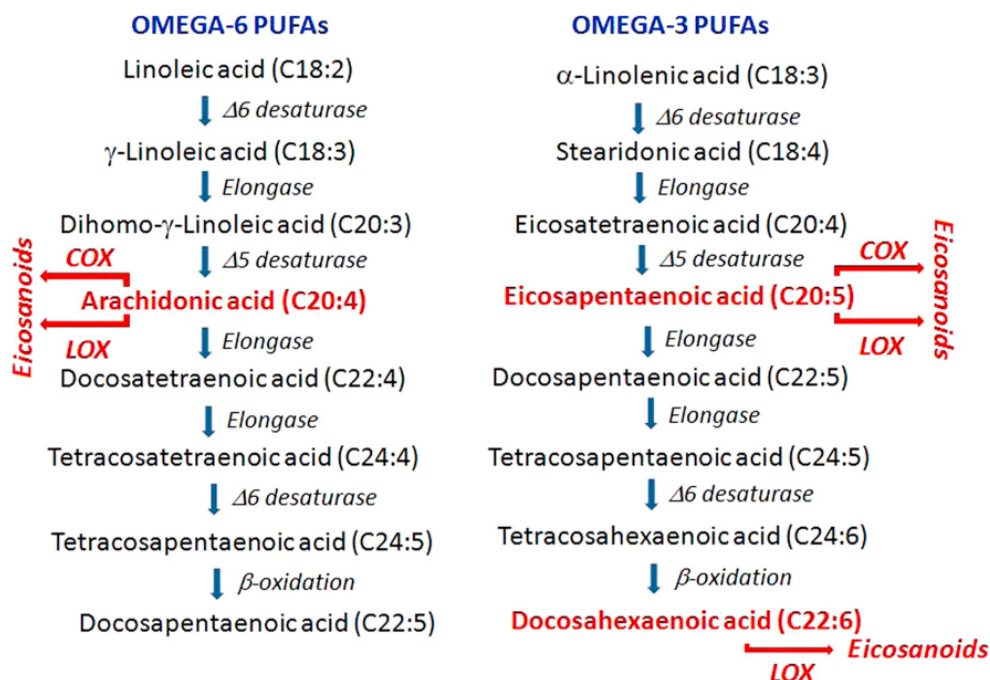 OMEGA-6 PUFAs
Linoleic acid (C18:2)
Δ6 desaturase
γ-Linoleic acid (C18:3)
Elongase
Dihomo-γ-Linoleic acid (C20:3)
Δ5 desaturase
COX
Arachidonic acid (C20:4)
LOX
Eicosanoids
Elongase
Docosatetraenoic acid (C22:4)
Elongase
Tetracosatetraenoic acid (C24:4)
Δ6 desaturase
Tetracosapentaenoic acid (C24:5)
β-oxidation
Docosapentaenoic acid (C22:5)
OMEGA-3 PUFAs
α-Linolenic acid (C18:3)
Δ6 desaturase
Stearidonic acid (C18:4)
Elongase
Eicosatetraenoic acid (C20:4)
Δ5 desaturase
COX
Eicosapentaenoic acid (C20:5)
LOX
Eicosanoids
Elongase
Docosapentaenoic acid (C22:5)
Elongase
Tetracosapentaenoic acid (C24:5)
Δ6 desaturase
Tetracosahexaenoic acid (C24:6)
β-oxidation
Docosahexaenoic acid (C22:6)
Eicosanoids
LOX